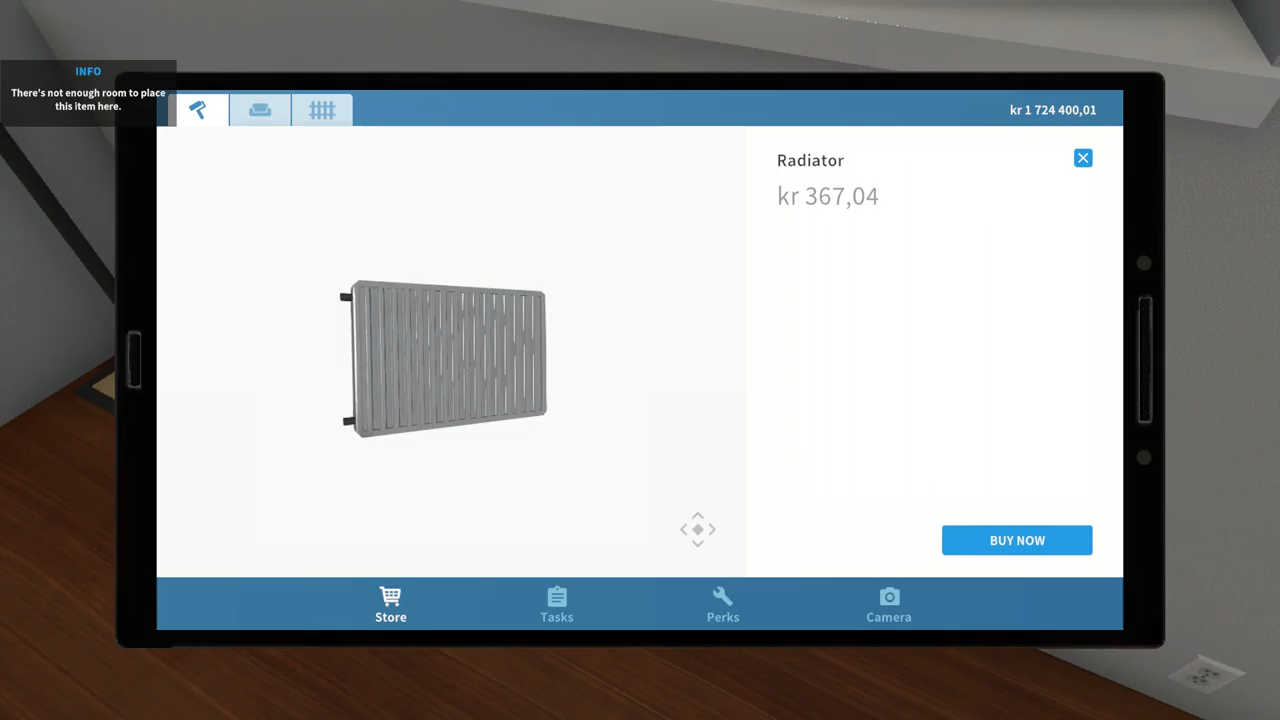 INFO
There's not enough room to place
this item here.
kr 1 724 400,01
Radiator
kr 367,04
BUY NOW
Store
Tasks
Perks
Camera